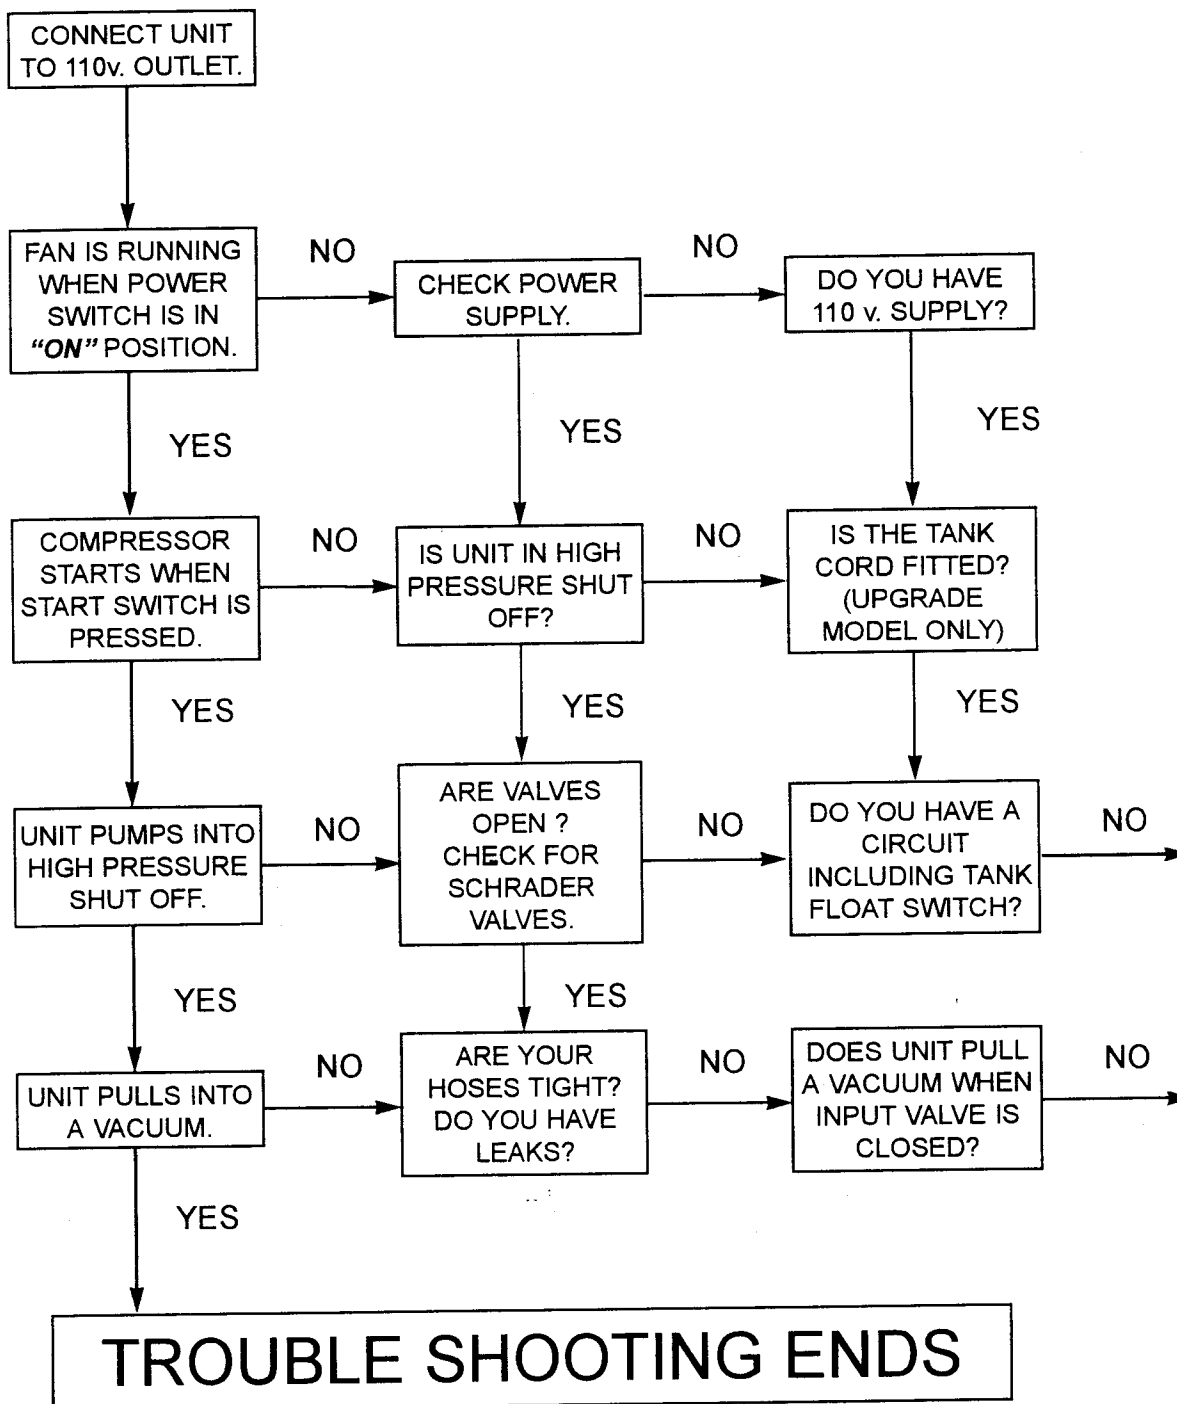 CONNECT UNIT
TO 110v. OUTLET.
FAN IS RUNNING
WHEN POWER
SWITCH IS IN
“ON” POSITION.
NO
CHECK POWER
SUPPLY.
NO
DO YOU HAVE
110 v. SUPPLY?
YES
YES
YES
COMPRESSOR
STARTS WHEN
START SWITCH IS
PRESSED.
NO
IS UNIT IN HIGH
PRESSURE SHUT
OFF?
NO
IS THE TANK
CORD FITTED?
(UPGRADE
MODEL ONLY)
YES
YES
YES
UNIT PUMPS INTO
HIGH PRESSURE
SHUT OFF.
NO
ARE VALVES
OPEN ?
CHECK FOR
SCHRADER
VALVES.
NO
DO YOU HAVE A
CIRCUIT
INCLUDING TANK
FLOAT SWITCH?
NO
YES
YES
UNIT PULLS INTO
A VACUUM.
NO
ARE YOUR
HOSES TIGHT?
DO YOU HAVE
LEAKS?
NO
DOES UNIT PULL
A VACUUM WHEN
INPUT VALVE IS
CLOSED?
NO
YES
TROUBLE SHOOTING ENDS